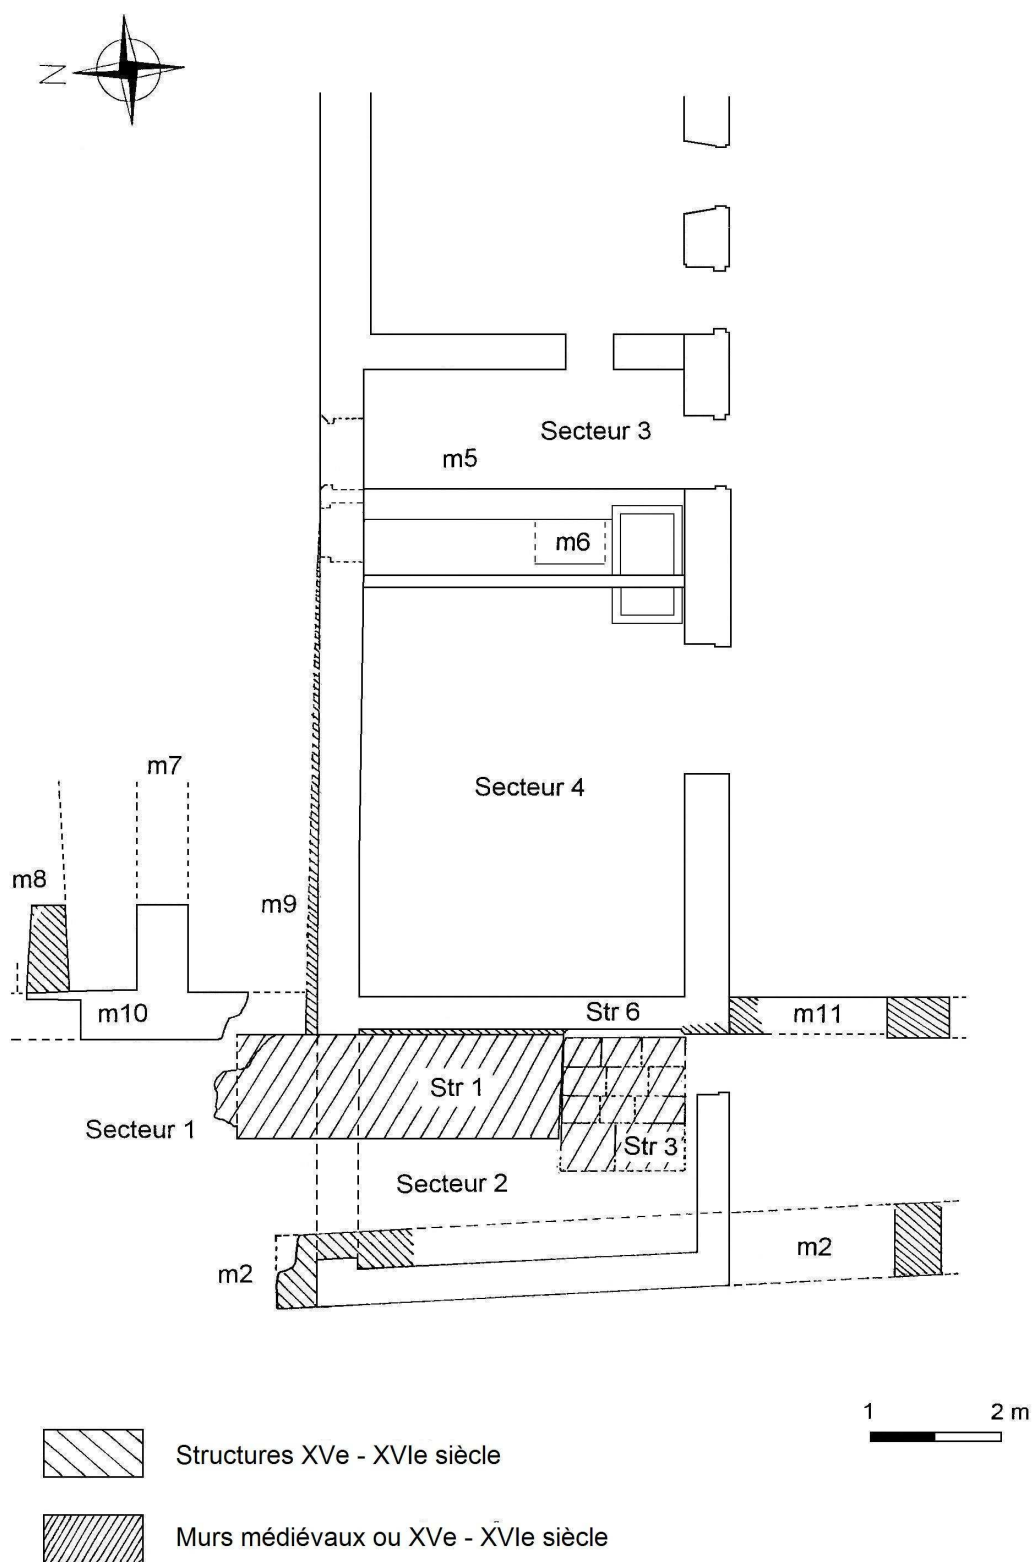 N
Secteur 3
m5
m6
Secteur 4
m7
m8
m9
m10
Str 6
m11
Str 1
Secteur 1
Str 3
Secteur 2
m2
m2
1 2 m
Structures XVe - XVIe siècle
Murs médiévaux ou XVe - XVIe siècle